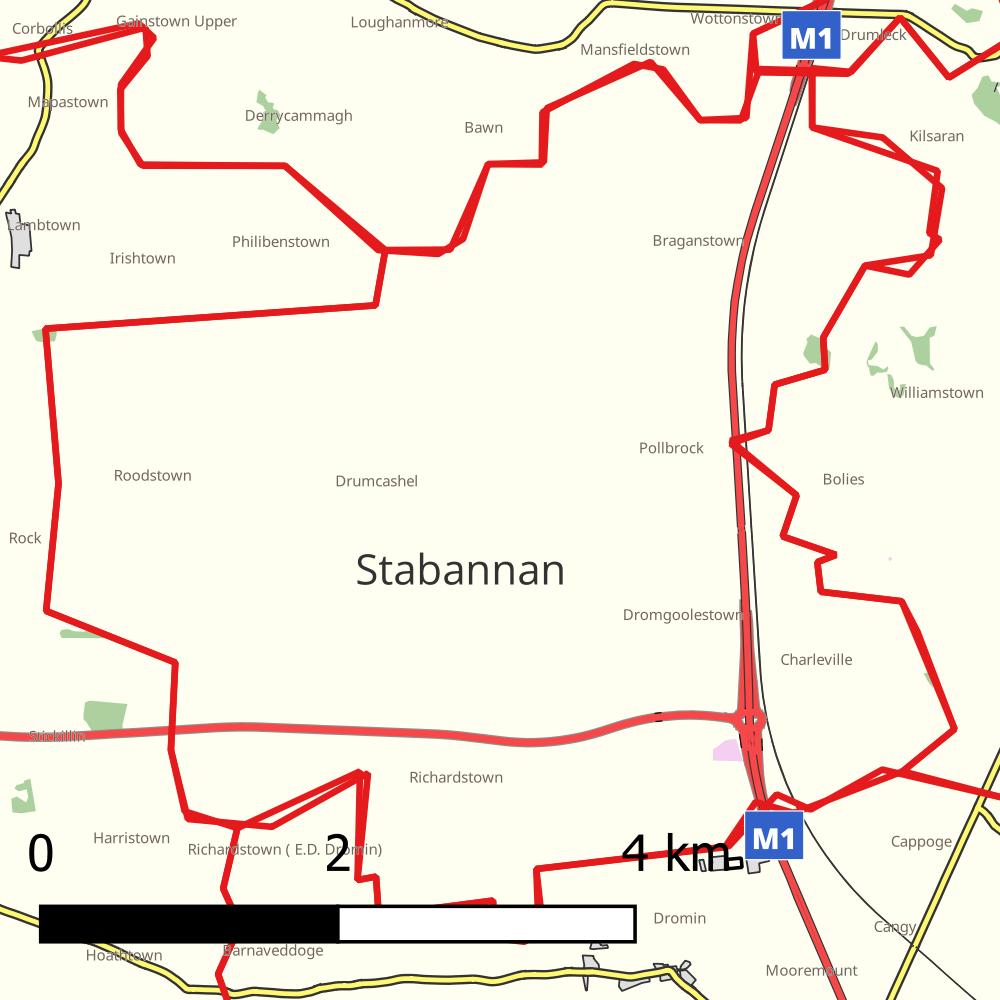 Corbollis
Gainstown Upper
Loughanmore
Wottonstown
M1
Drumleck
Mansfieldstown
Mapastown
Derrycammagh
Bawn
Kilsaran
Lambtown
Philibenstown
Braganstown
Irishtown
Williamstown
Pollbrock
Roodstown
Drumcashel
Bolies
Rock
Stabannan
Dromgoolestown
Charleville
Stickillin
Richardstown
Harristown
Richardstown ( E.D. Dromin)
M1
Cappoge
0 2 4 km
Dromin
Cangy
Hoathtown
Barnaveddoge
Mooremount